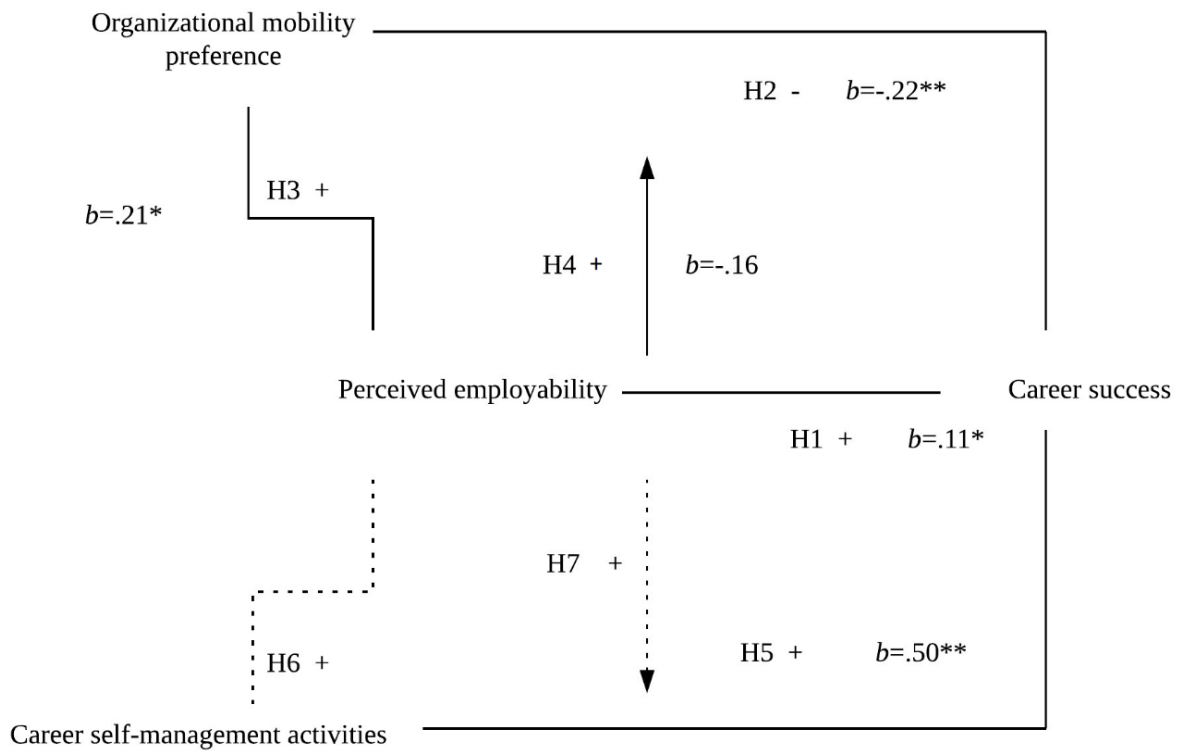 Organizational mobility
preference
H2 - b=-.22**
H3 +
b=.21*
H4 + b=-.16
Perceived employability
Career success
H1 + b=.11*
H7 +
H5 + b=.50**
H6 +
Career self-management activities